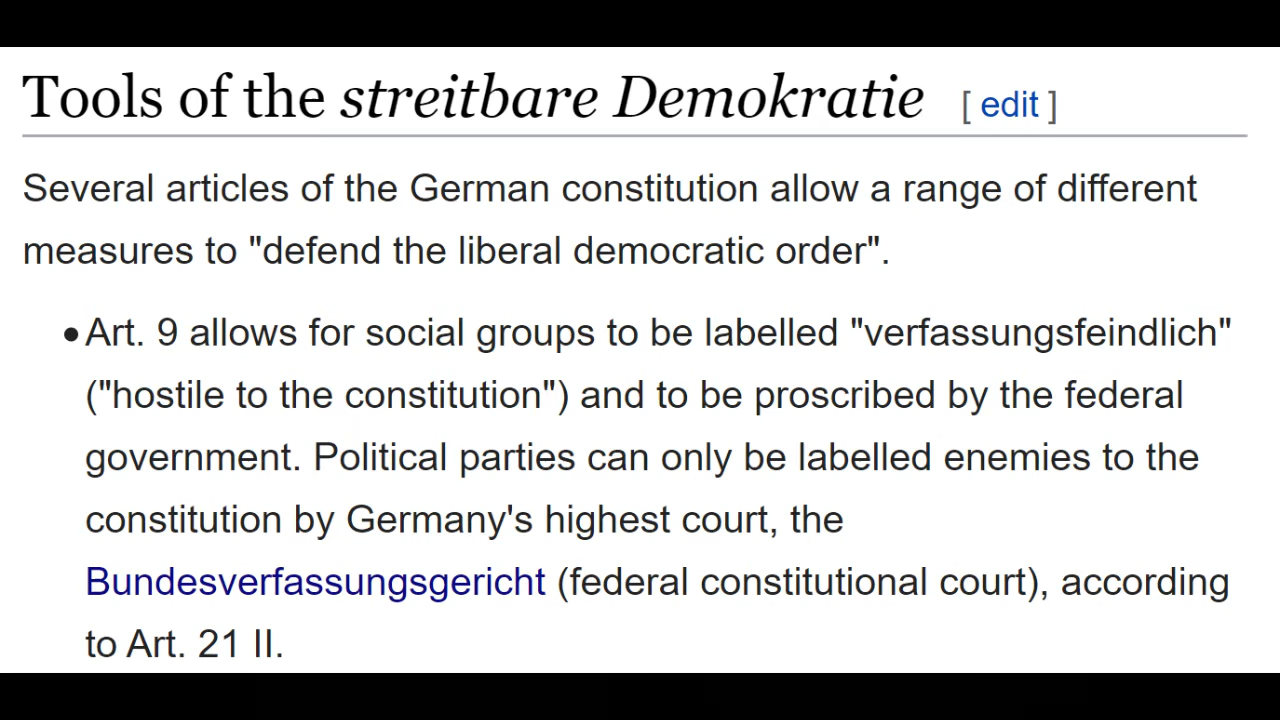 Tools of the streitbare Demokratie [ edit ]
Several articles of the German constitution allow a range of different
measures to "defend the liberal democratic order".
• Art. 9 allows for social groups to be labelled "verfassungsfeindlich"
("hostile to the constitution") and to be proscribed by the federal
government. Political parties can only be labelled enemies to the
constitution by Germany's highest court, the
Bundesverfassungsgericht (federal constitutional court), according
to Art. 21 II.